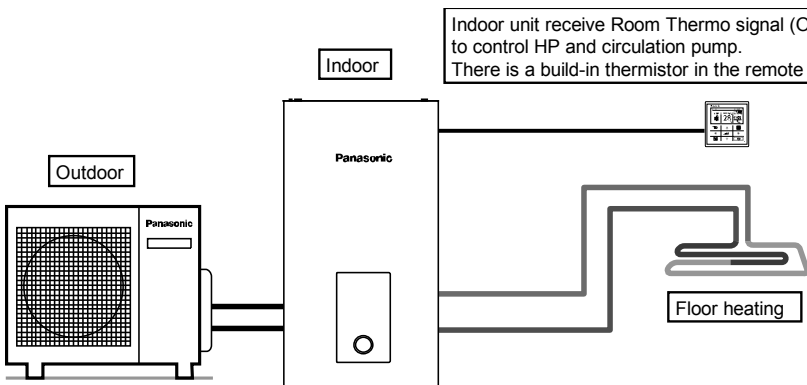 Indoor unit receive Room Thermo signal
to control HP and circulation pump.
There is a build-in thermistor in the remote
Indoor
Panasonic
Outdoor
Panasonic
Floor heating